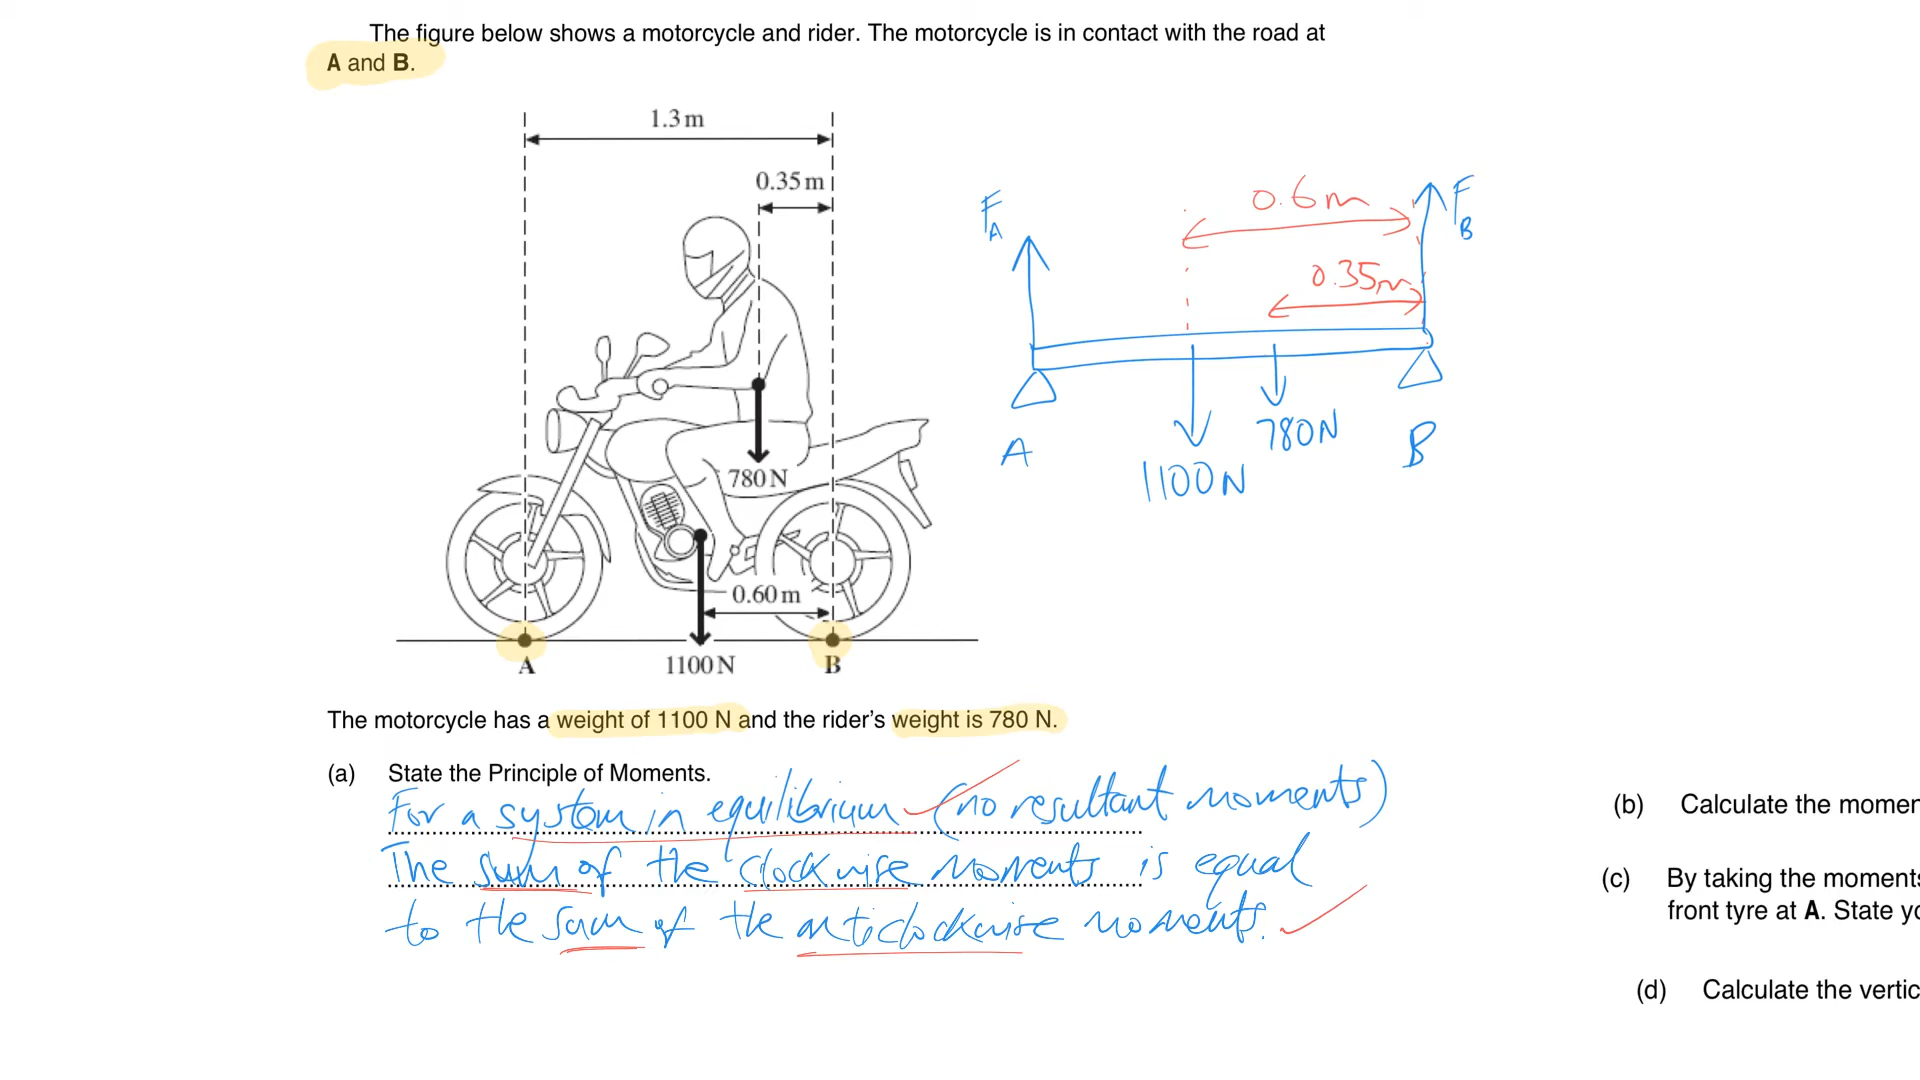 The figure below shows a motorcycle and rider. The motorcycle is in contact with the road at
A and B.
1.3 m
0.35 m
780 N
0.60 m
A
1100 N
B
F A
0.6m
F B
0.35m
780N
A
B
1100N
The motorcycle has a weight of 1100 N and the rider's weight is 780 N.
(a) State the Principle of Moments.
For a system in equilibrium (no resultant moments)
The sum of the clockwise moments is equal
to the sum of the anticlockwise moments.
(b) Calculate the momen
(c) By taking the moments
front tyre at A. State yo
(d) Calculate the vertic